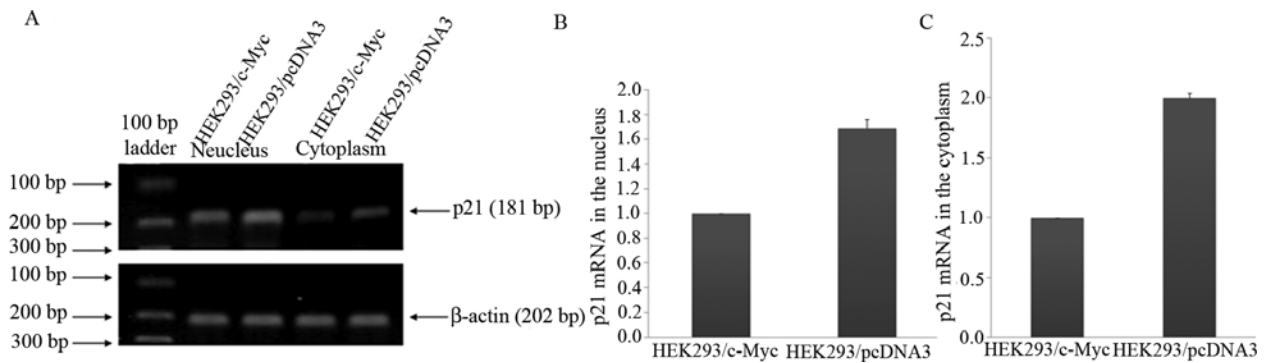 A
HEK293/c-Myc
HEK293/pcDNA3
HEK293/c-Myc
HEK293/pcDNA3
100 bp
ladder
Neucleus
Cytoplasm
100 bp
200 bp
300 bp
p21 (181 bp)
100 bp
200 bp
300 bp
β-actin (202 bp)
B
p21 mRNA in the nucleus
2.0
1.8
1.6
1.4
1.2
1.0
0.8
0.6
0.4
0.2
0.0
HEK293/c-Myc
HEK293/pcDNA3
C
p21 mRNA in the cytoplasm
2.5
2.0
1.5
1.0
0.5
0.0
HEK293/c-Myc
HEK293/pcDNA3